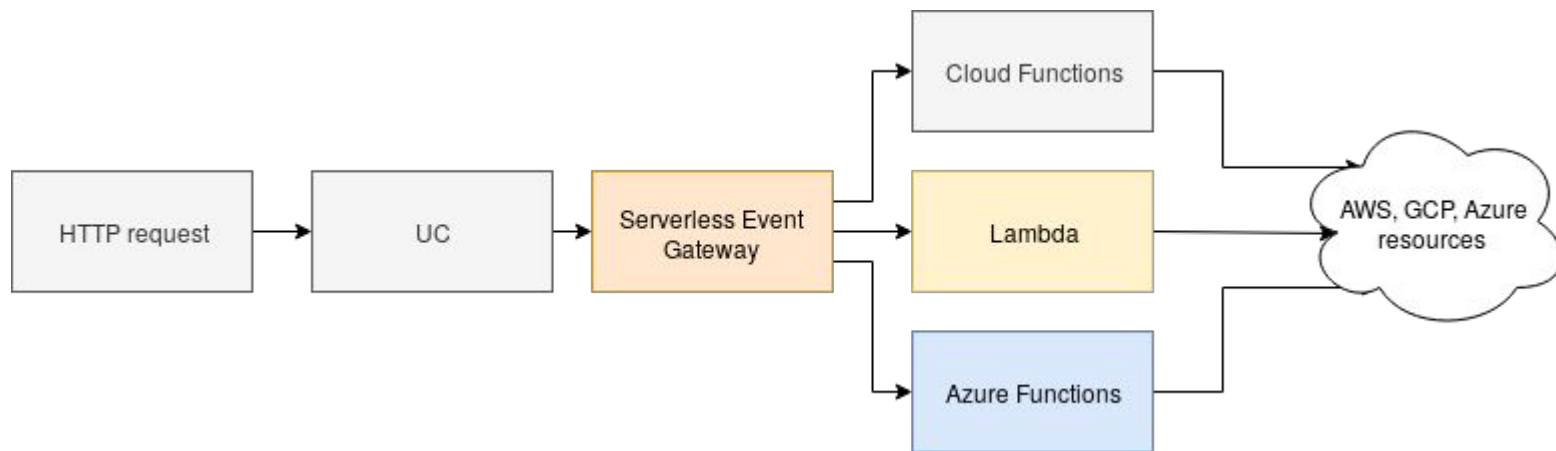 HTTP request
UC
Serverless Event
Gateway
Cloud Functions
Lambda
Azure Functions
AWS, GCP, Azure
resources